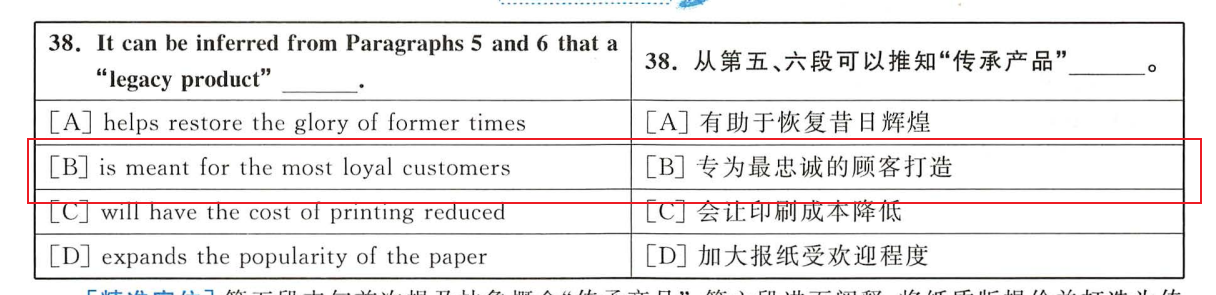 38. It can be inferred from Paragraphs 5 and 6 that a
“legacy product” ______.
38. 从第五、六段可以推知“传承产品”______。
[A] helps restore the glory of former times
[A] 有助于恢复昔日辉煌
[B] is meant for the most loyal customers
[B] 专为最忠诚的顾客打造
[C] will have the cost of printing reduced
[C] 会让印刷成本降低
[D] expands the popularity of the paper
[D] 加大报纸受欢迎程度